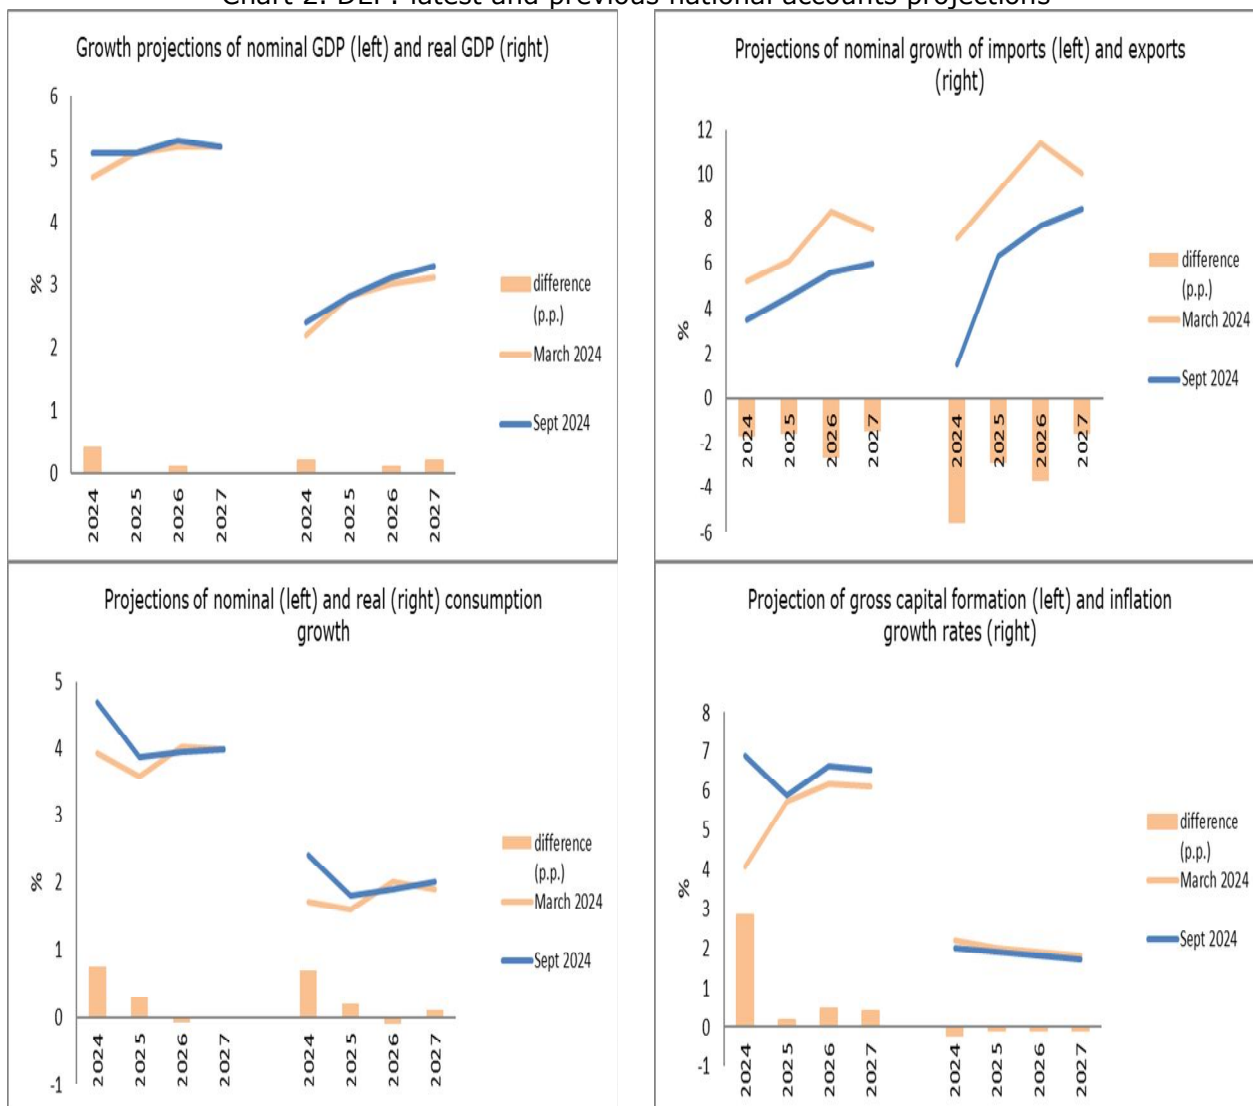 Chart 2. DEP: latest and previous national accounts projections
Growth projections of nominal GDP (left) and real GDP (right)
6
5
4
3
2
1
0
%
2024
2025
2026
2027
2024
2025
2026
2027
difference
(p.p.)
March 2024
Sept 2024
Projections of nominal growth of imports (left) and exports
(right)
12
10
8
6
4
2
0
-2
-4
-6
%
2024
2025
2026
2027
2024
2025
2026
2027
difference
(p.p.)
March 2024
Sept 2024
Projections of nominal (left) and real (right) consumption
growth
5
4
3
2
1
0
-1
%
2024
2025
2026
2027
2024
2025
2026
2027
difference
(p.p.)
March 2024
Sept 2024
Projection of gross capital formation (left) and inflation
growth rates (right)
8
7
6
5
4
3
2
1
0
-1
%
2024
2025
2026
2027
2024
2025
2026
2027
difference
(p.p.)
March 2024
Sept 2024